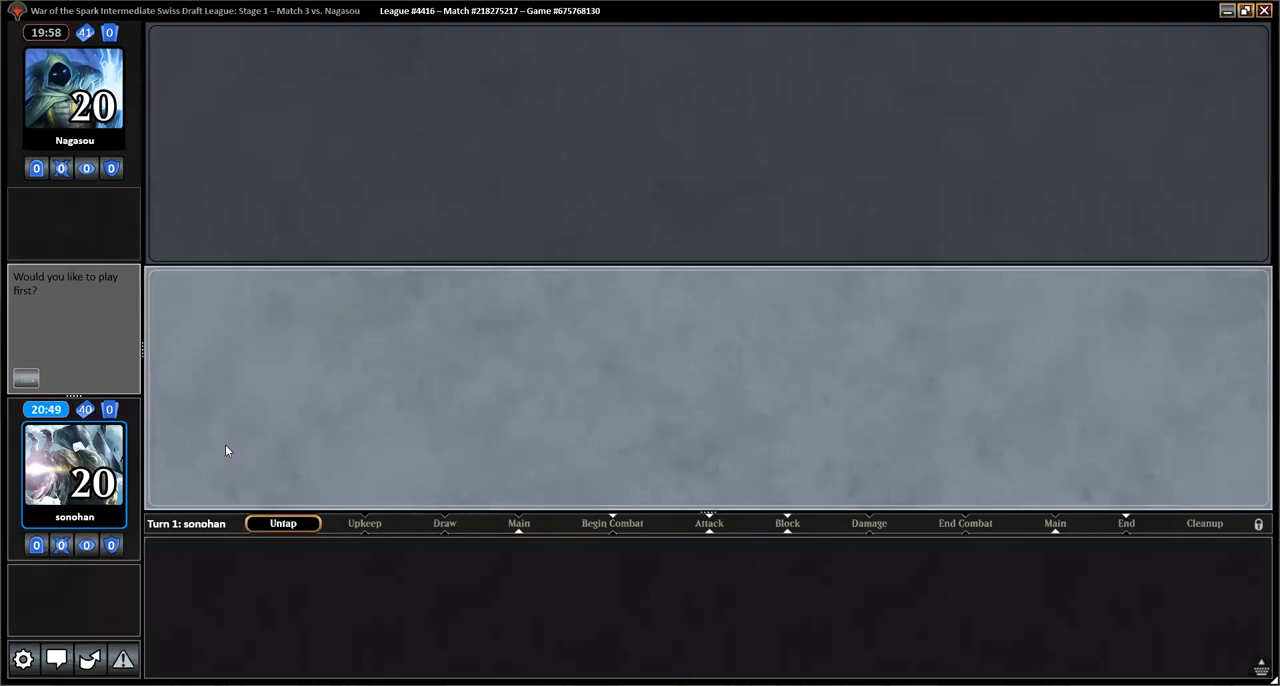 War of the Spark Intermediate Swiss Draft League: Stage 1 – Match 3 vs. Nagasou League #4416 – Match #218275217 – Game #675768130
19:58 41 0
20
Nagasou
0 0 0 0
Would you like to play
first?
20:49 40 0
20
sonohan
Turn 1: sonohan Untap Upkeep Draw Main Begin Combat Attack Block Damage End Combat Main End Cleanup
0 0 0 0